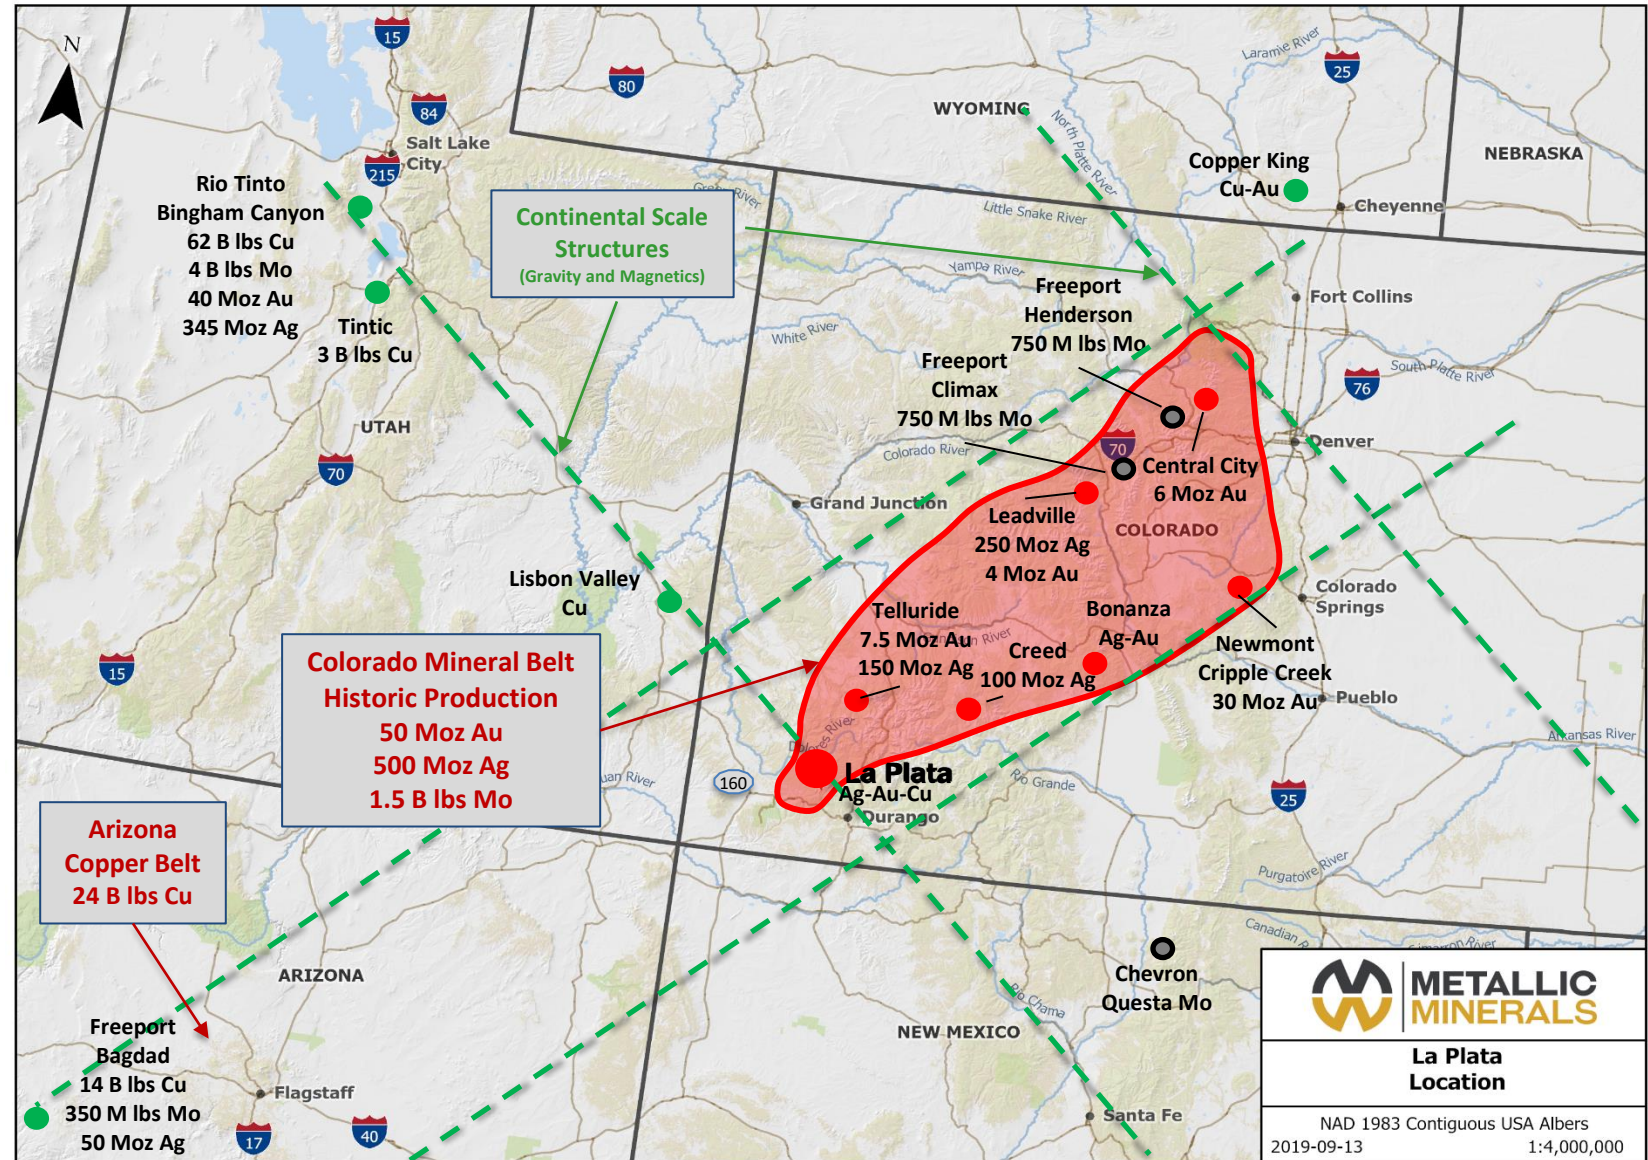 N
15
80
84
Salt Lake
City
215
Laramie River
25
WYOMING
North Platte River
NEBRASKA
Copper King
Cu-Au
Cheyenne
Rio Tinto
Bingham Canyon
62 B lbs Cu
4 B lbs Mo
40 Moz Au
345 Moz Ag
Tintic
3 B lbs Cu
Continental Scale
Structures
(Gravity and Magnetics)
Little Snake River
Yampa River
White River
Fort Collins
Freeport
Henderson
750 M lbs Mo
Freeport
Climax
750 M lbs Mo
South Platte River
76
UTAH
70
Colorado River
70
Denver
Central City
6 Moz Au
Grand Junction
Leadville
250 Moz Ag
4 Moz Au
COLORADO
Lisbon Valley
Cu
Colorado
Springs
Telluride
7.5 Moz Au
150 Moz Ag
Bonanza
Ag-Au
Creed
100 Moz Ag
Newmont
Cripple Creek
30 Moz Au
Pueblo
Arkansas River
15
Colorado Mineral Belt
Historic Production
50 Moz Au
500 Moz Ag
1.5 B lbs Mo
Dolores River
La Plata
Ag-Au-Cu
160
Durango
Rio Grande
25
Arizona
Copper Belt
24 B lbs Cu
Purgatoire River
ARIZONA
Chevron
Questa Mo
Rio Chama
NEW MEXICO
Freeport
Bagdad
14 B lbs Cu
350 M lbs Mo
50 Moz Ag
Flagstaff
17
40
Santa Fe
METALLIC
MINERALS
La Plata
Location
NAD 1983 Contiguous USA Albers
2019-09-13
1:4,000,000